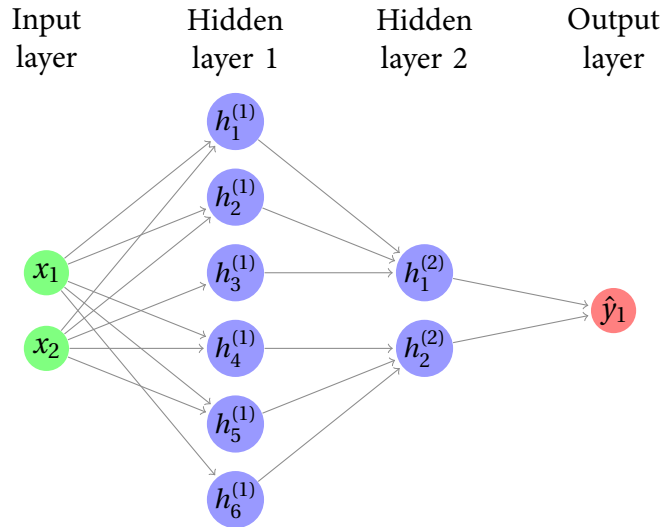 Input layer
Hidden layer 1
Hidden layer 2
Output layer
h_1^{(1)}
h_2^{(1)}
x_1
h_3^{(1)}
h_1^{(2)}
ŷ_1
x_2
h_4^{(1)}
h_2^{(2)}
h_5^{(1)}
h_6^{(1)}